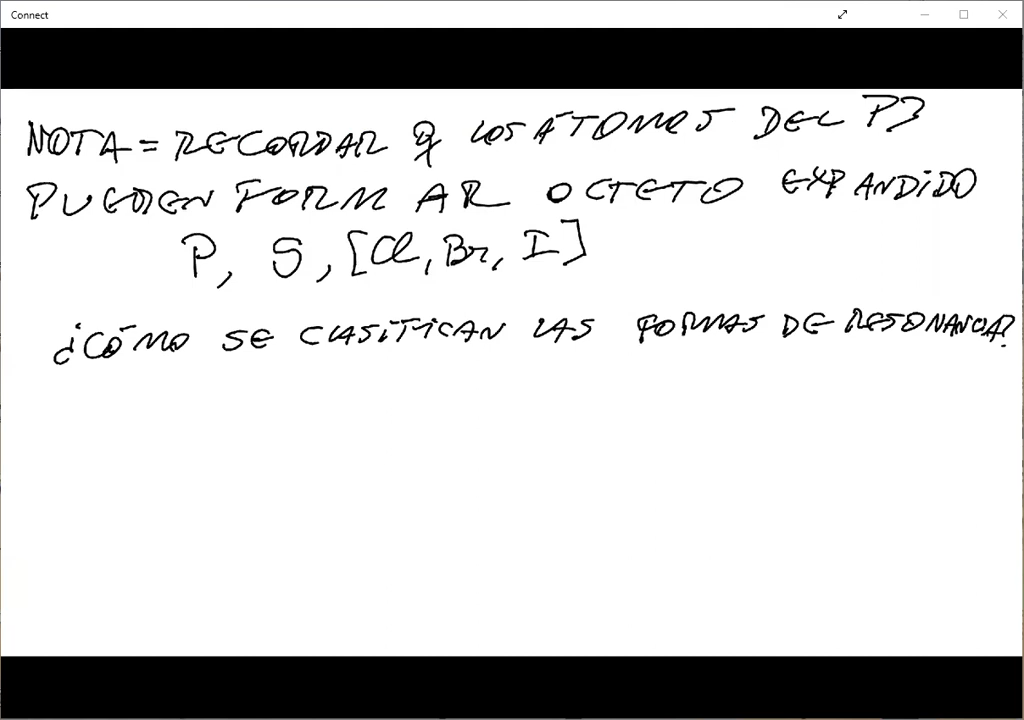 Connect
NOTA = RECORDAR q LOS ÁTOMOS DEL P3
PUEDEN FORMAR OCTETO EXPANDIDO
P, S, [Cl, Br, I]
¿CÓMO SE CLASIFICAN LAS FORMAS DE RESONANCIA?